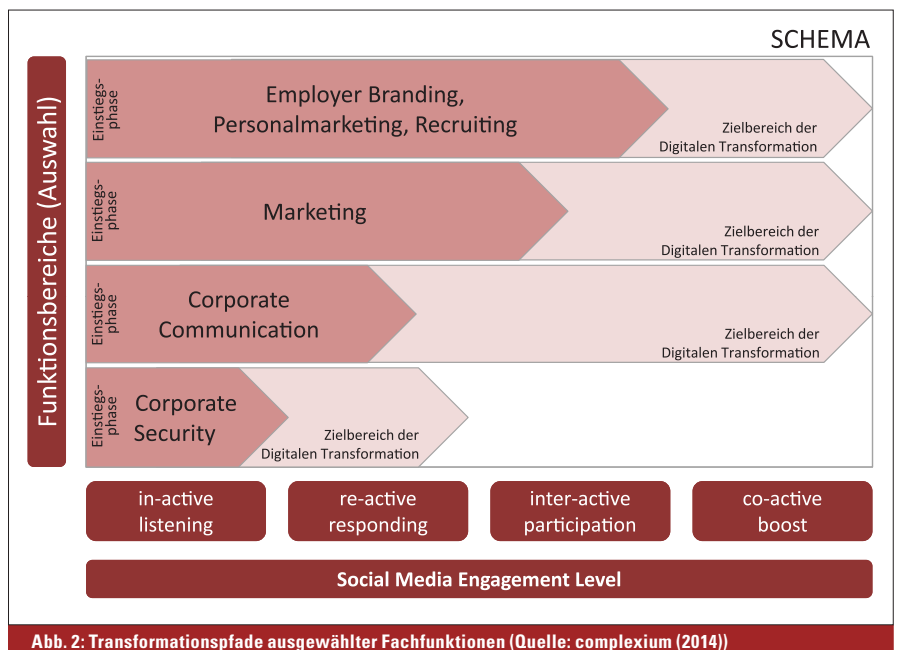 SCHEMA
Funktionsbereiche (Auswahl)
Einstiegs-
phase
Employer Branding,
Personalmarketing, Recruiting
Zielbereich der
Digitalen Transformation
Einstiegs-
phase
Marketing
Zielbereich der
Digitalen Transformation
Einstiegs-
phase
Corporate
Communication
Zielbereich der
Digitalen Transformation
Einstiegs-
phase
Corporate
Security
Zielbereich der
Digitalen Transformation
in-active
listening
re-active
responding
inter-active
participation
co-active
boost
Social Media Engagement Level
Abb. 2: Transformationspfade ausgewählter Fachfunktionen (Quelle: complexium (2014))